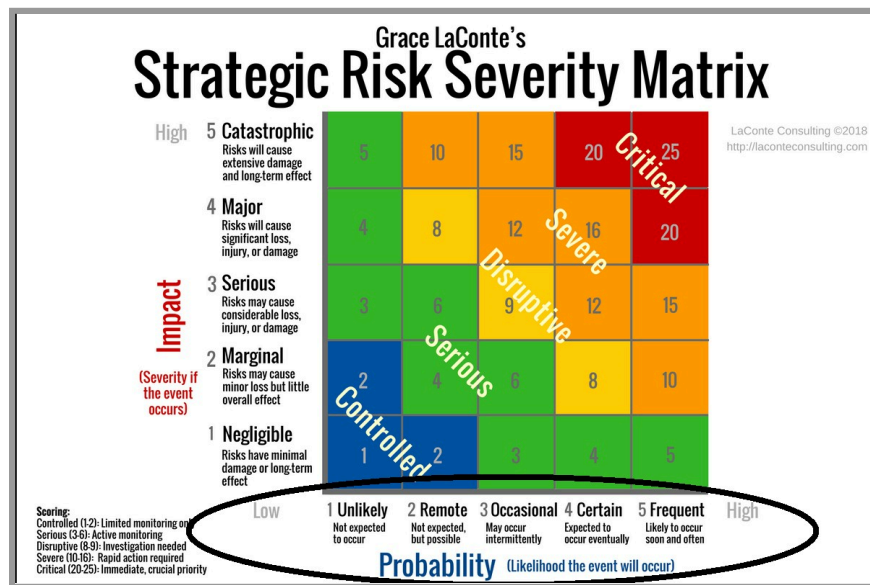 Grace LaConte's
Strategic Risk Severity Matrix
LaConte Consulting ©2018
http://laconteconsulting.com
High
5 Catastrophic
Risks will cause
extensive damage
and long-term effect
5 10 15 20 25
Critical
4 Major
Risks will cause
significant loss,
injury, or damage
4 8 12 16 20
Severe
Impact
(Severity if
the event
occurs)
3 Serious
Risks may cause
considerable loss,
injury, or damage
3 6 9 12 15
Disruptive
2 Marginal
Risks may cause
minor loss but little
overall effect
2 4 6 8 10
Serious
1 Negligible
Risks have minimal
damage or long-term
effect
1 2 3 4 5
Controlled
Low
1 Unlikely
Not expected
to occur
2 Remote
Not expected,
but possible
3 Occasional
May occur
intermittently
4 Certain
Expected to
occur eventually
5 Frequent
Likely to occur
soon and often
High
Probability (Likelihood the event will occur)
Scoring:
Controlled (1-2): Limited monitoring
Serious (3-6): Active monitoring
Disruptive (8-9): Investigation needed
Severe (10-16): Rapid action required
Critical (20-25): Immediate, crucial priority